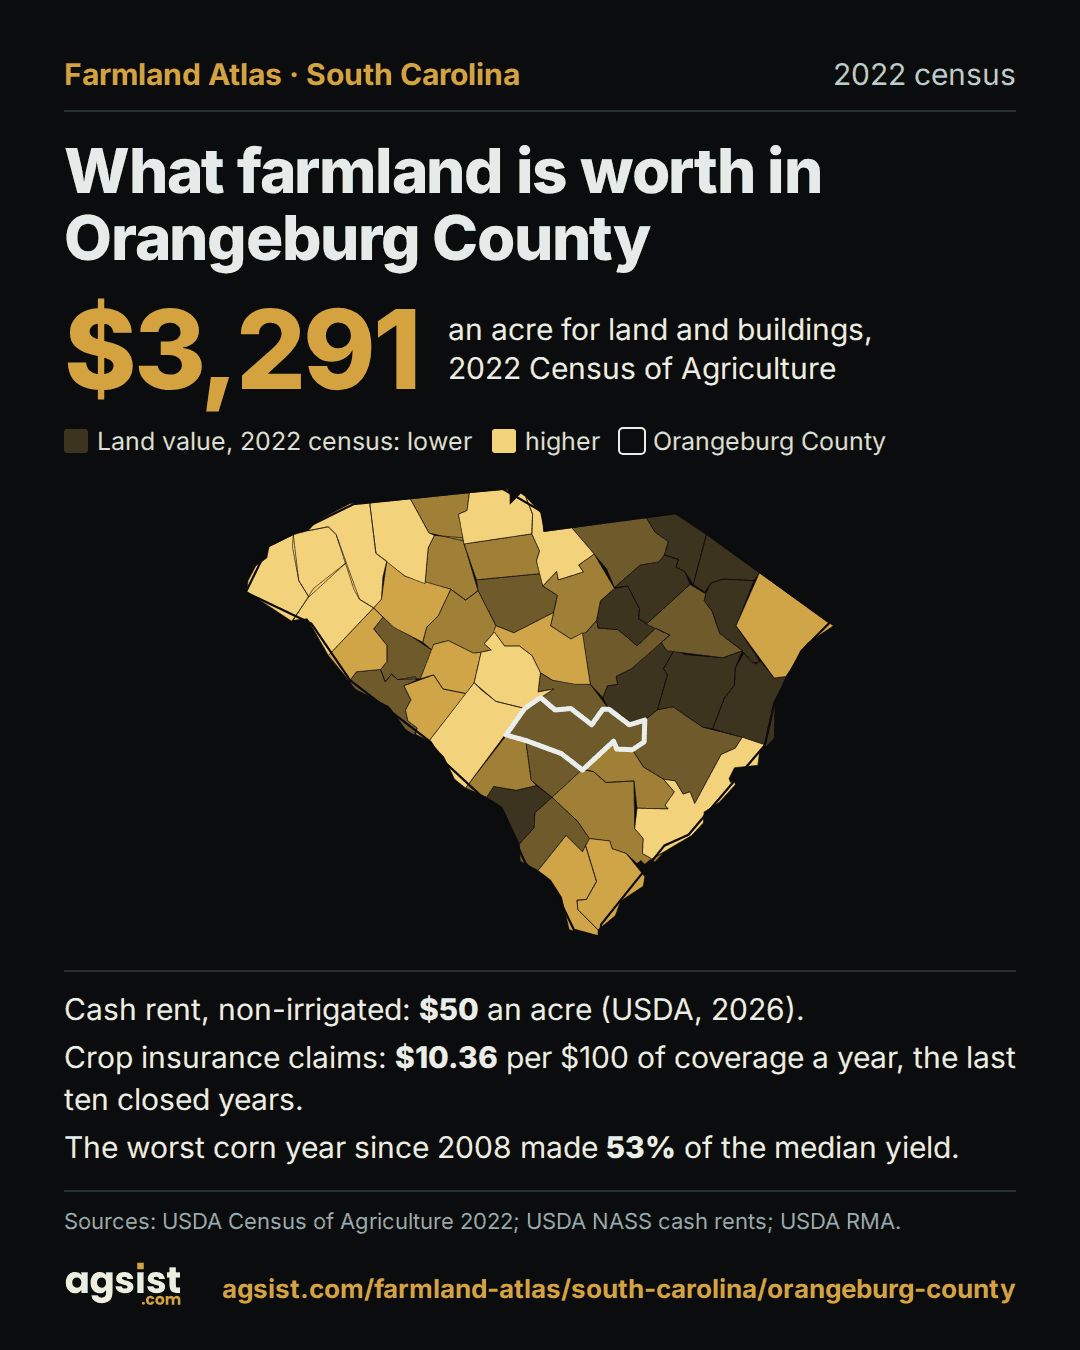 Farmland Atlas · South Carolina
2022 census
What farmland is worth in
Orangeburg County
$3,291
an acre for land and buildings,
2022 Census of Agriculture
Land value, 2022 census: lower
higher
Orangeburg County
Cash rent, non-irrigated: $50 an acre (USDA, 2026).
Crop insurance claims: $10.36 per $100 of coverage a year, the last
ten closed years.
The worst corn year since 2008 made 53% of the median yield.
Sources: USDA Census of Agriculture 2022; USDA NASS cash rents; USDA RMA.
agsist
.com
agsist.com/farmland-atlas/south-carolina/orangeburg-county